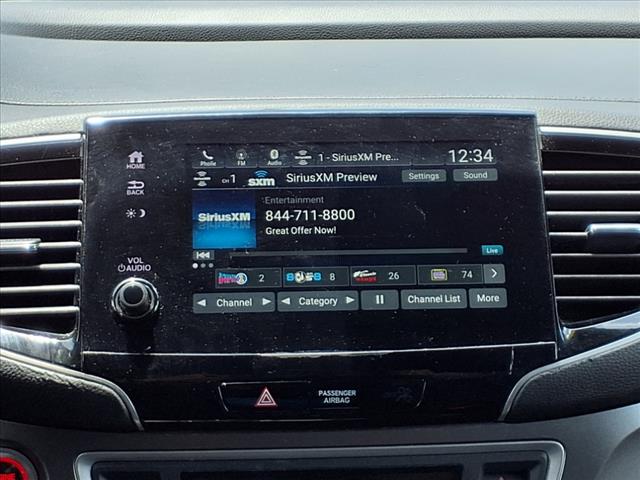 Phone FM Audio 1 - SiriusXM Pre... 12:34
HOME
CH 1 sxm SiriusXM Preview Settings Sound
BACK
Entertainment
SiriusXM 844-711-8800
Great Offer Now!
VOL
AUDIO
Live
2 80s8 8 26 74
Channel Category Channel List More
PASSENGER
AIRBAG
ENGINE